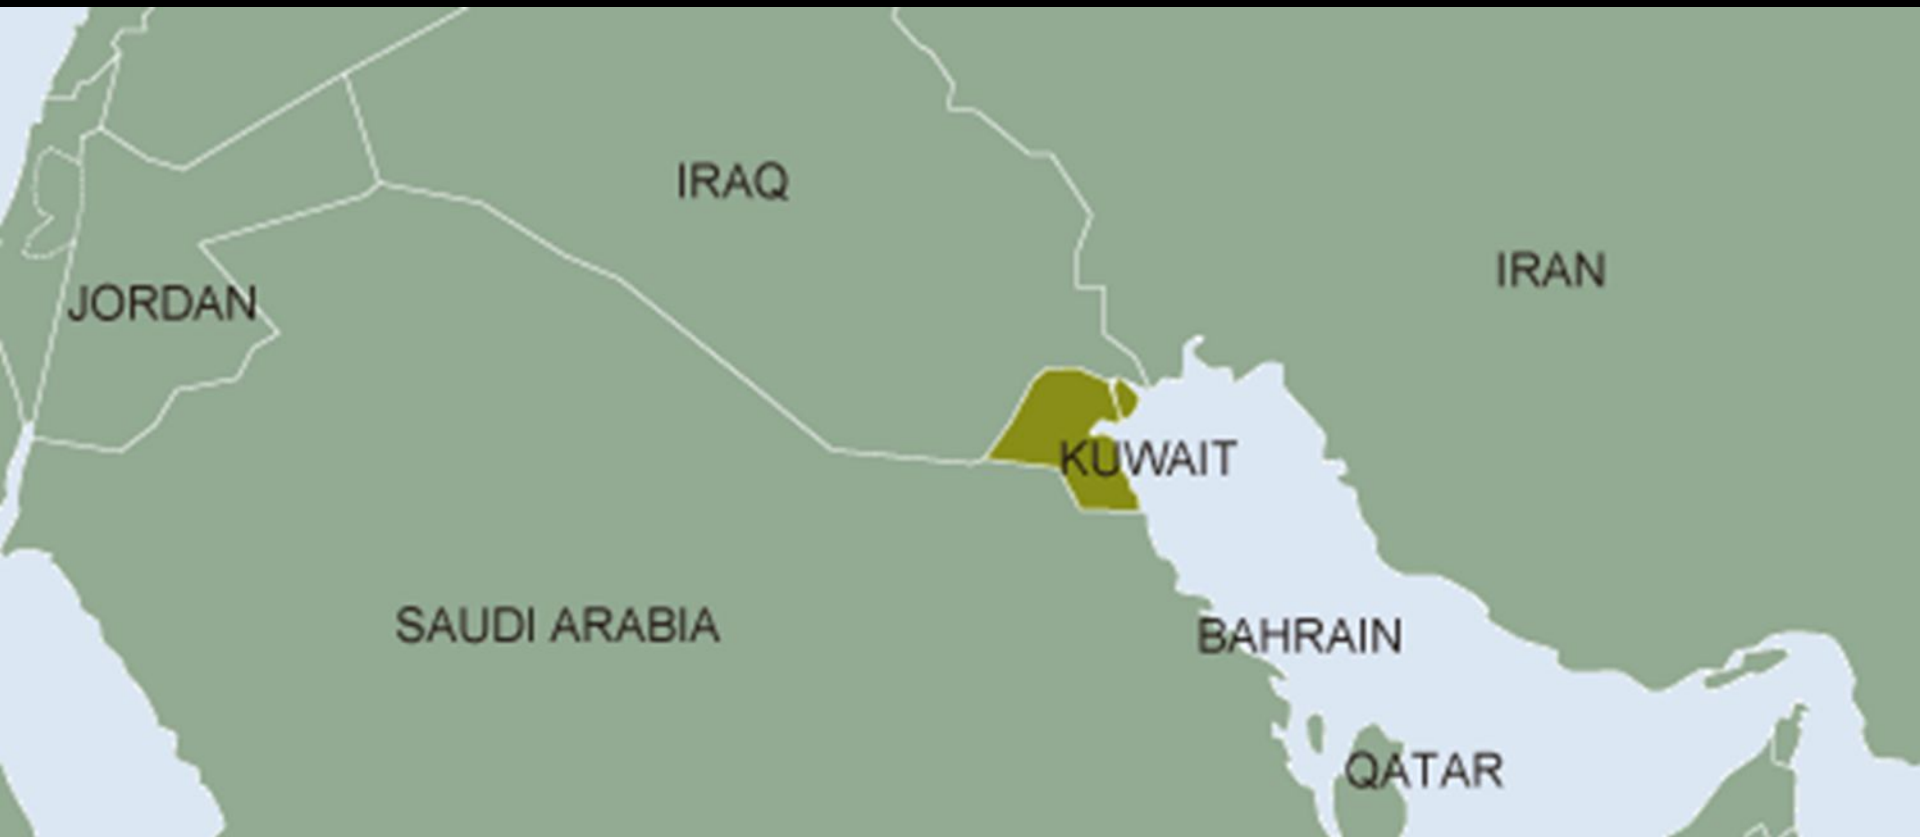 IRAQ
IRAN
JORDAN
KUWAIT
SAUDI ARABIA
BAHRAIN
QATAR